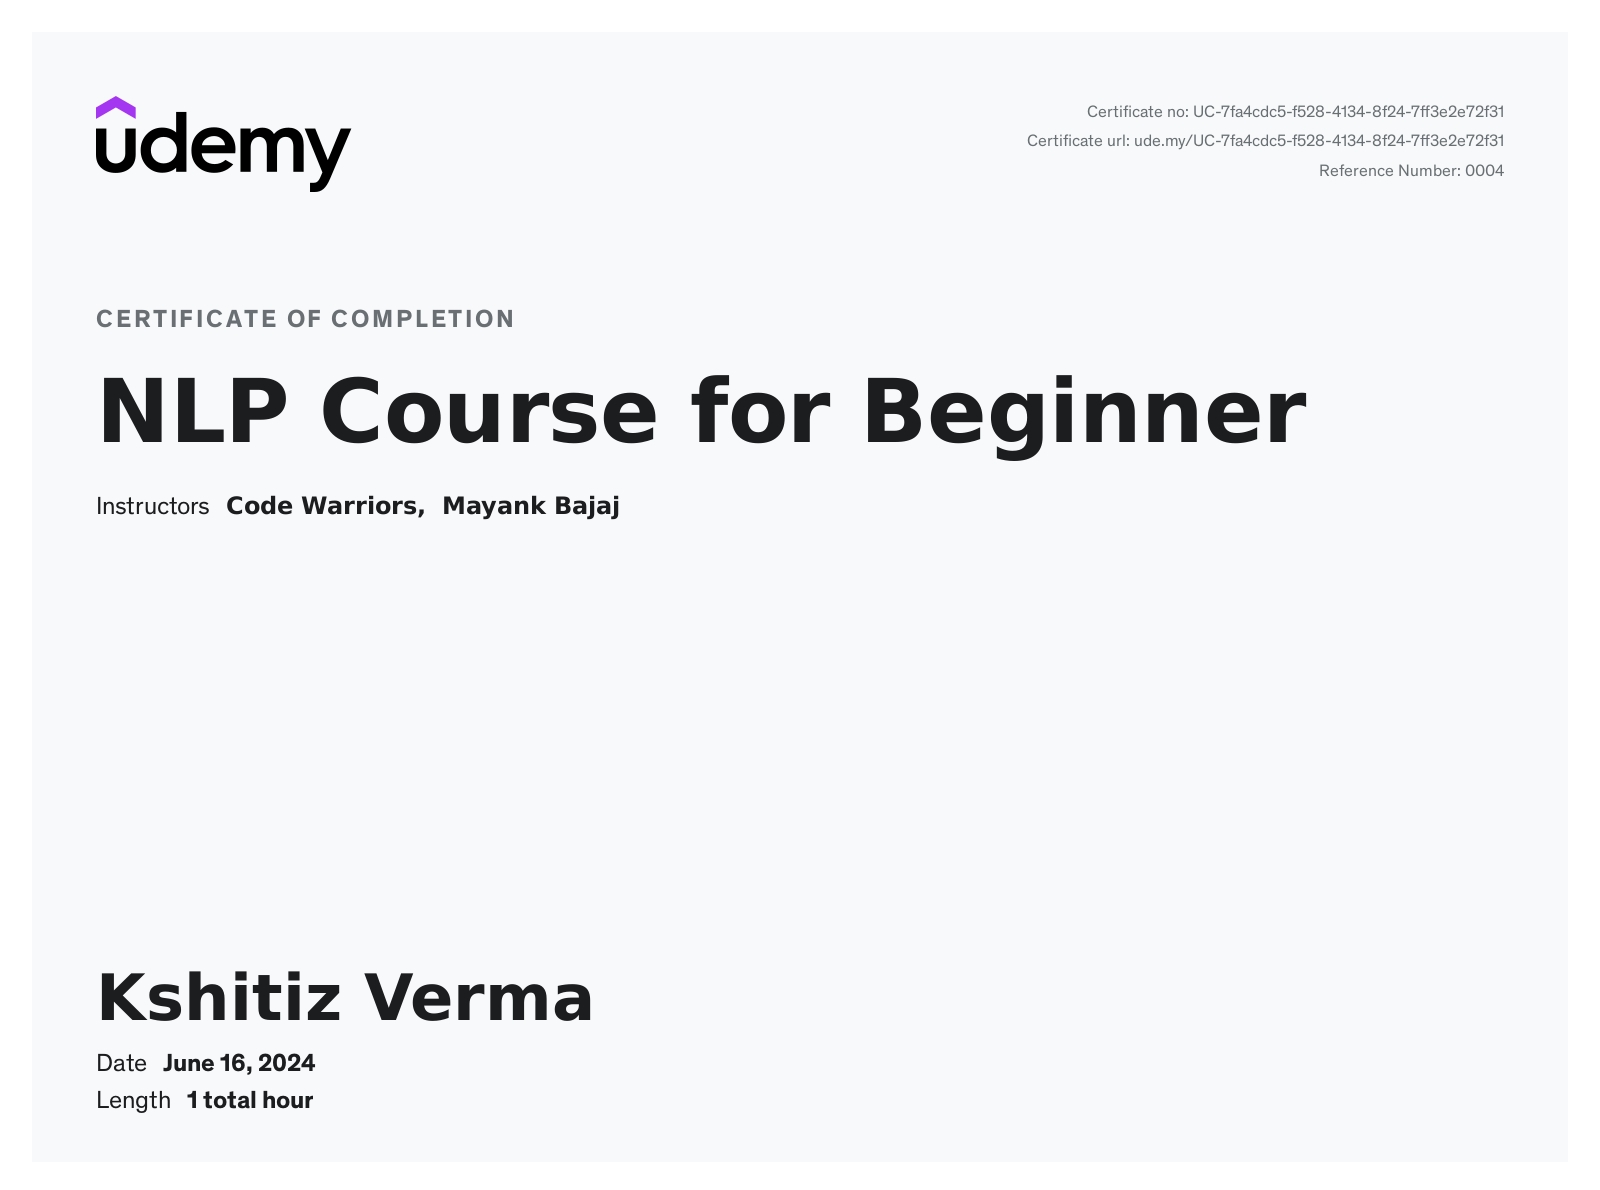 udemy
Certificate no: UC-7fa4cdc5-f528-4134-8f24-7ff3e2e72f31
Certificate url: ude.my/UC-7fa4cdc5-f528-4134-8f24-7ff3e2e72f31
Reference Number: 0004
CERTIFICATE OF COMPLETION
NLP Course for Beginner
Instructors Code Warriors, Mayank Bajaj
Kshitiz Verma
Date June 16, 2024
Length 1 total hour